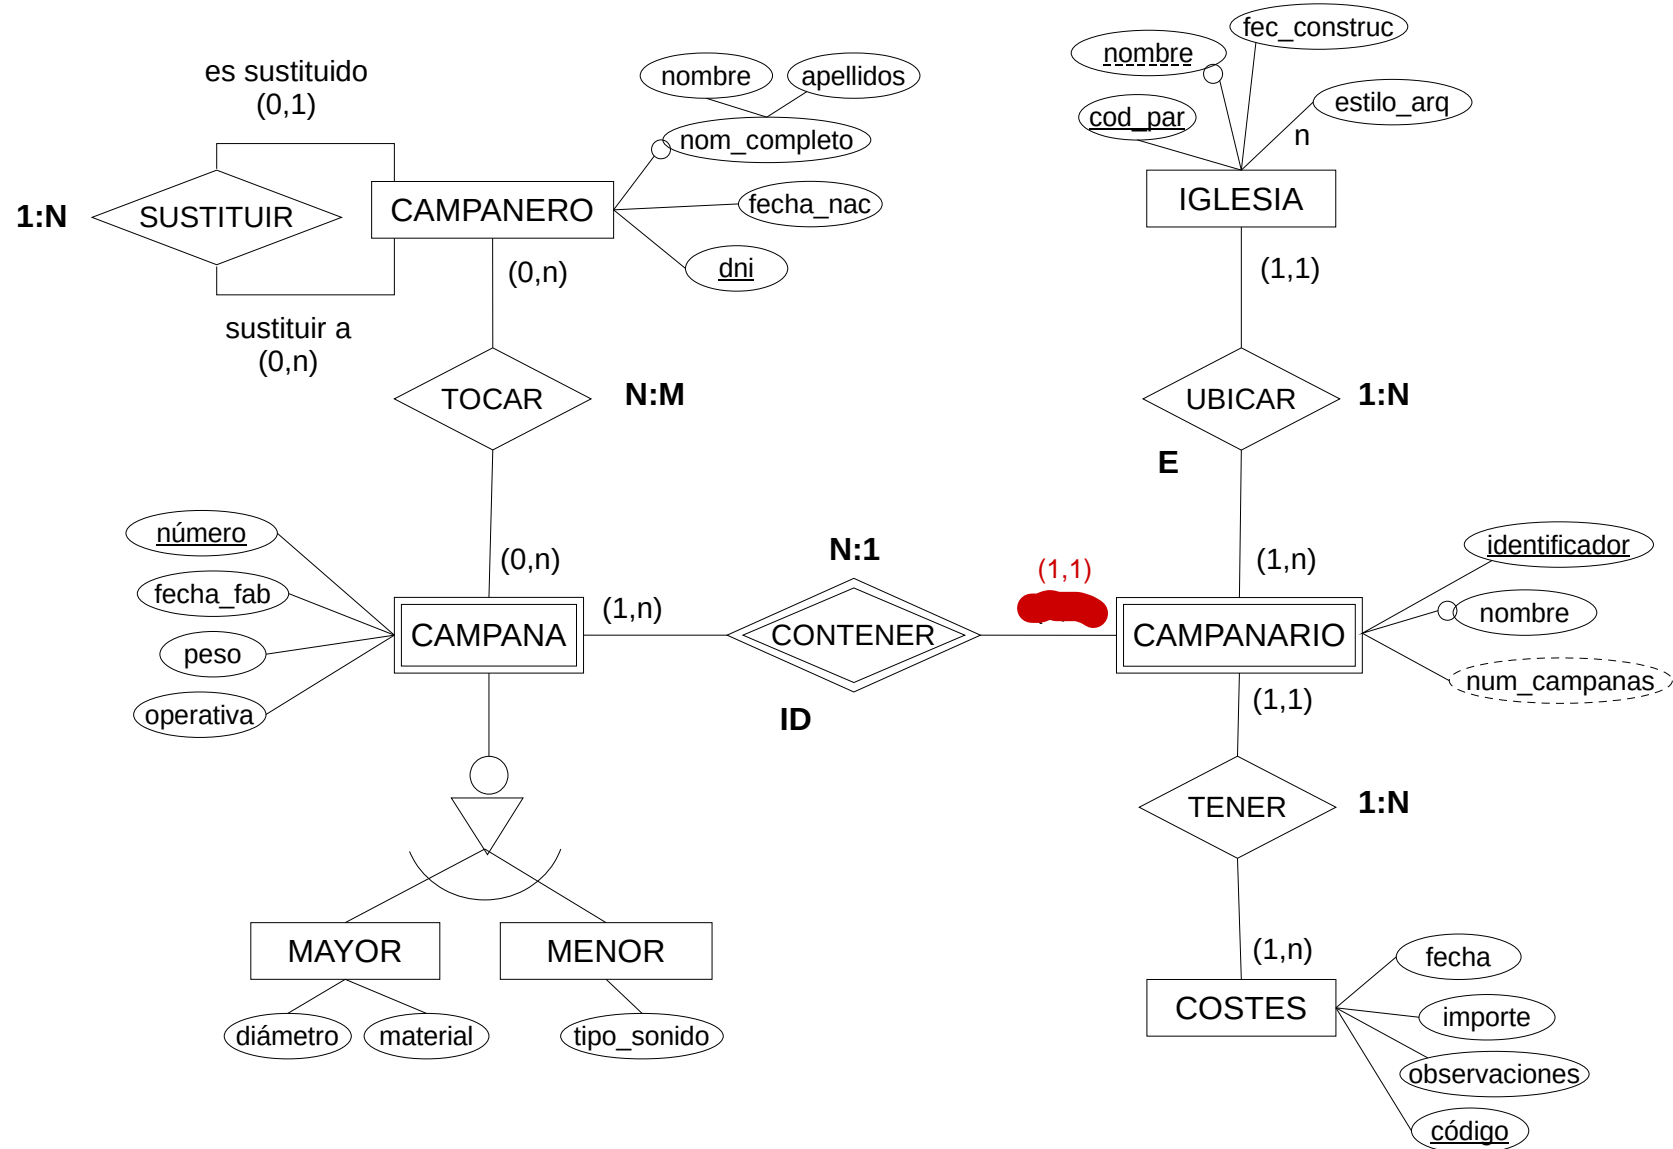 es sustituido
(0,1)
1:N
SUSTITUIR
sustituir a
(0,n)
CAMPANERO
nombre
apellidos
nom_completo
fecha_nac
dni
(0,n)
TOCAR
N:M
(0,n)
nombre
fec_construc
cod_par
estilo_arq
n
IGLESIA
(1,1)
UBICAR
1:N
E
(1,n)
número
fecha_fab
peso
operativa
CAMPANA
(1,n)
N:1
CONTENER
ID
(1,1)
CAMPANARIO
identificador
nombre
num_campanas
(1,1)
TENER
1:N
(1,n)
COSTES
fecha
importe
observaciones
código
MAYOR
MENOR
diámetro
material
tipo_sonido